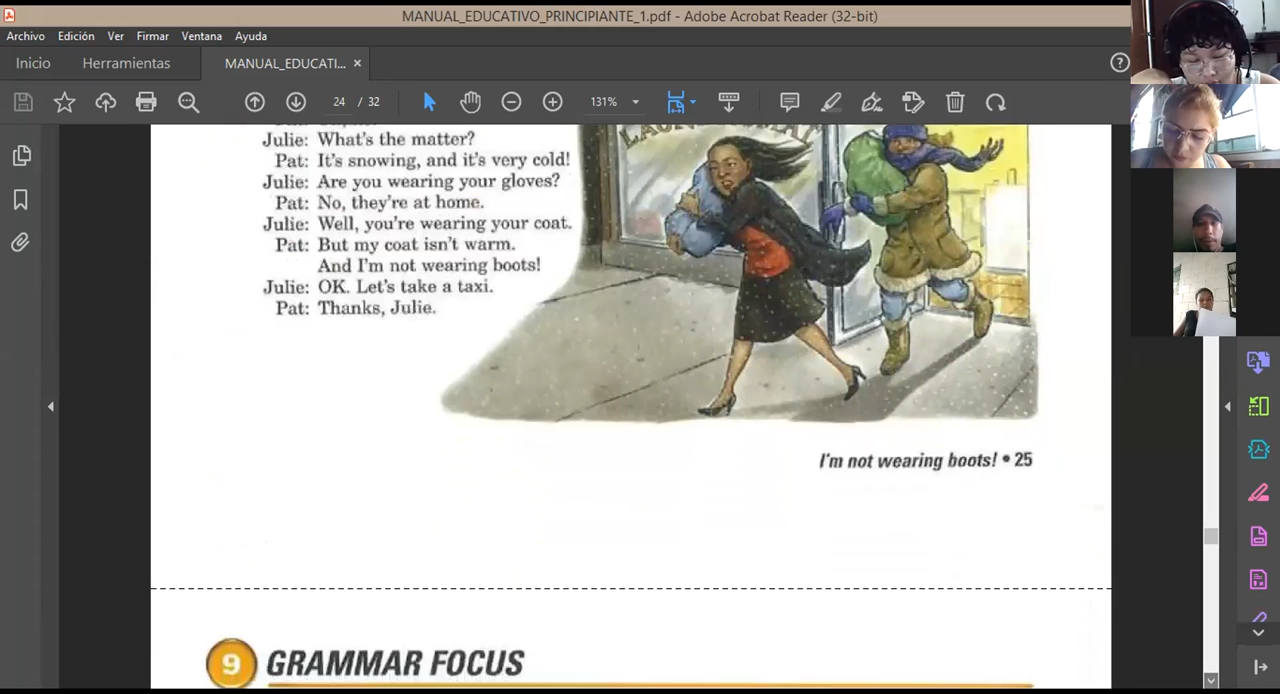 MANUAL_EDUCATIVO_PRINCIPIANTE_1.pdf - Adobe Acrobat Reader (32-bit)
Archivo Edición Ver Firmar Ventana Ayuda
Inicio Herramientas MANUAL_EDUCATI... ×
24 / 32 131%
Julie: What's the matter?
Pat: It's snowing, and it's very cold!
Julie: Are you wearing your gloves?
Pat: No, they're at home.
Julie: Well, you're wearing your coat.
Pat: But my coat isn't warm.
And I'm not wearing boots!
Julie: OK. Let's take a taxi.
Pat: Thanks, Julie.
I'm not wearing boots! • 25
9 GRAMMAR FOCUS